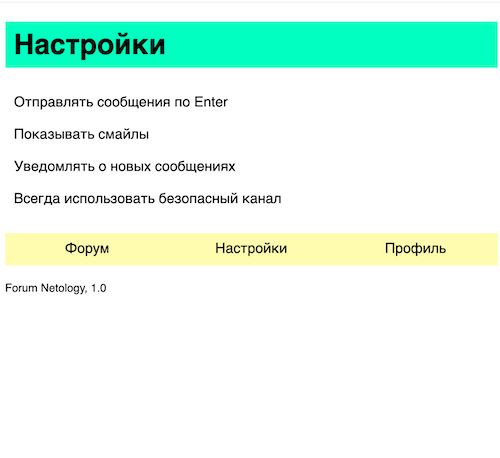 Настройки
Отправлять сообщения по Enter
Показывать смайлы
Уведомлять о новых сообщениях
Всегда использовать безопасный канал
Форум Настройки Профиль
Forum Netology, 1.0